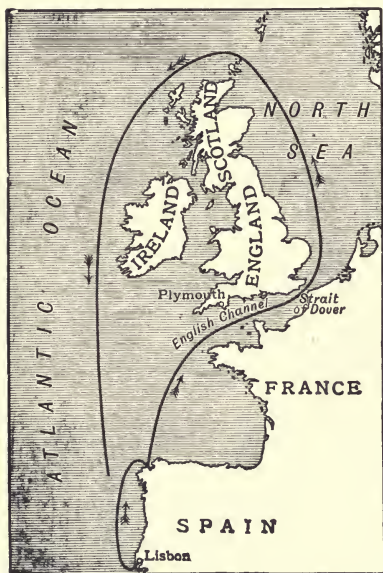 ATLANTIC OCEAN
NORTH
SEA
SCOTLAND
IRELAND
ENGLAND
Plymouth
English Channel
Strait
of Dover
FRANCE
SPAIN
Lisbon